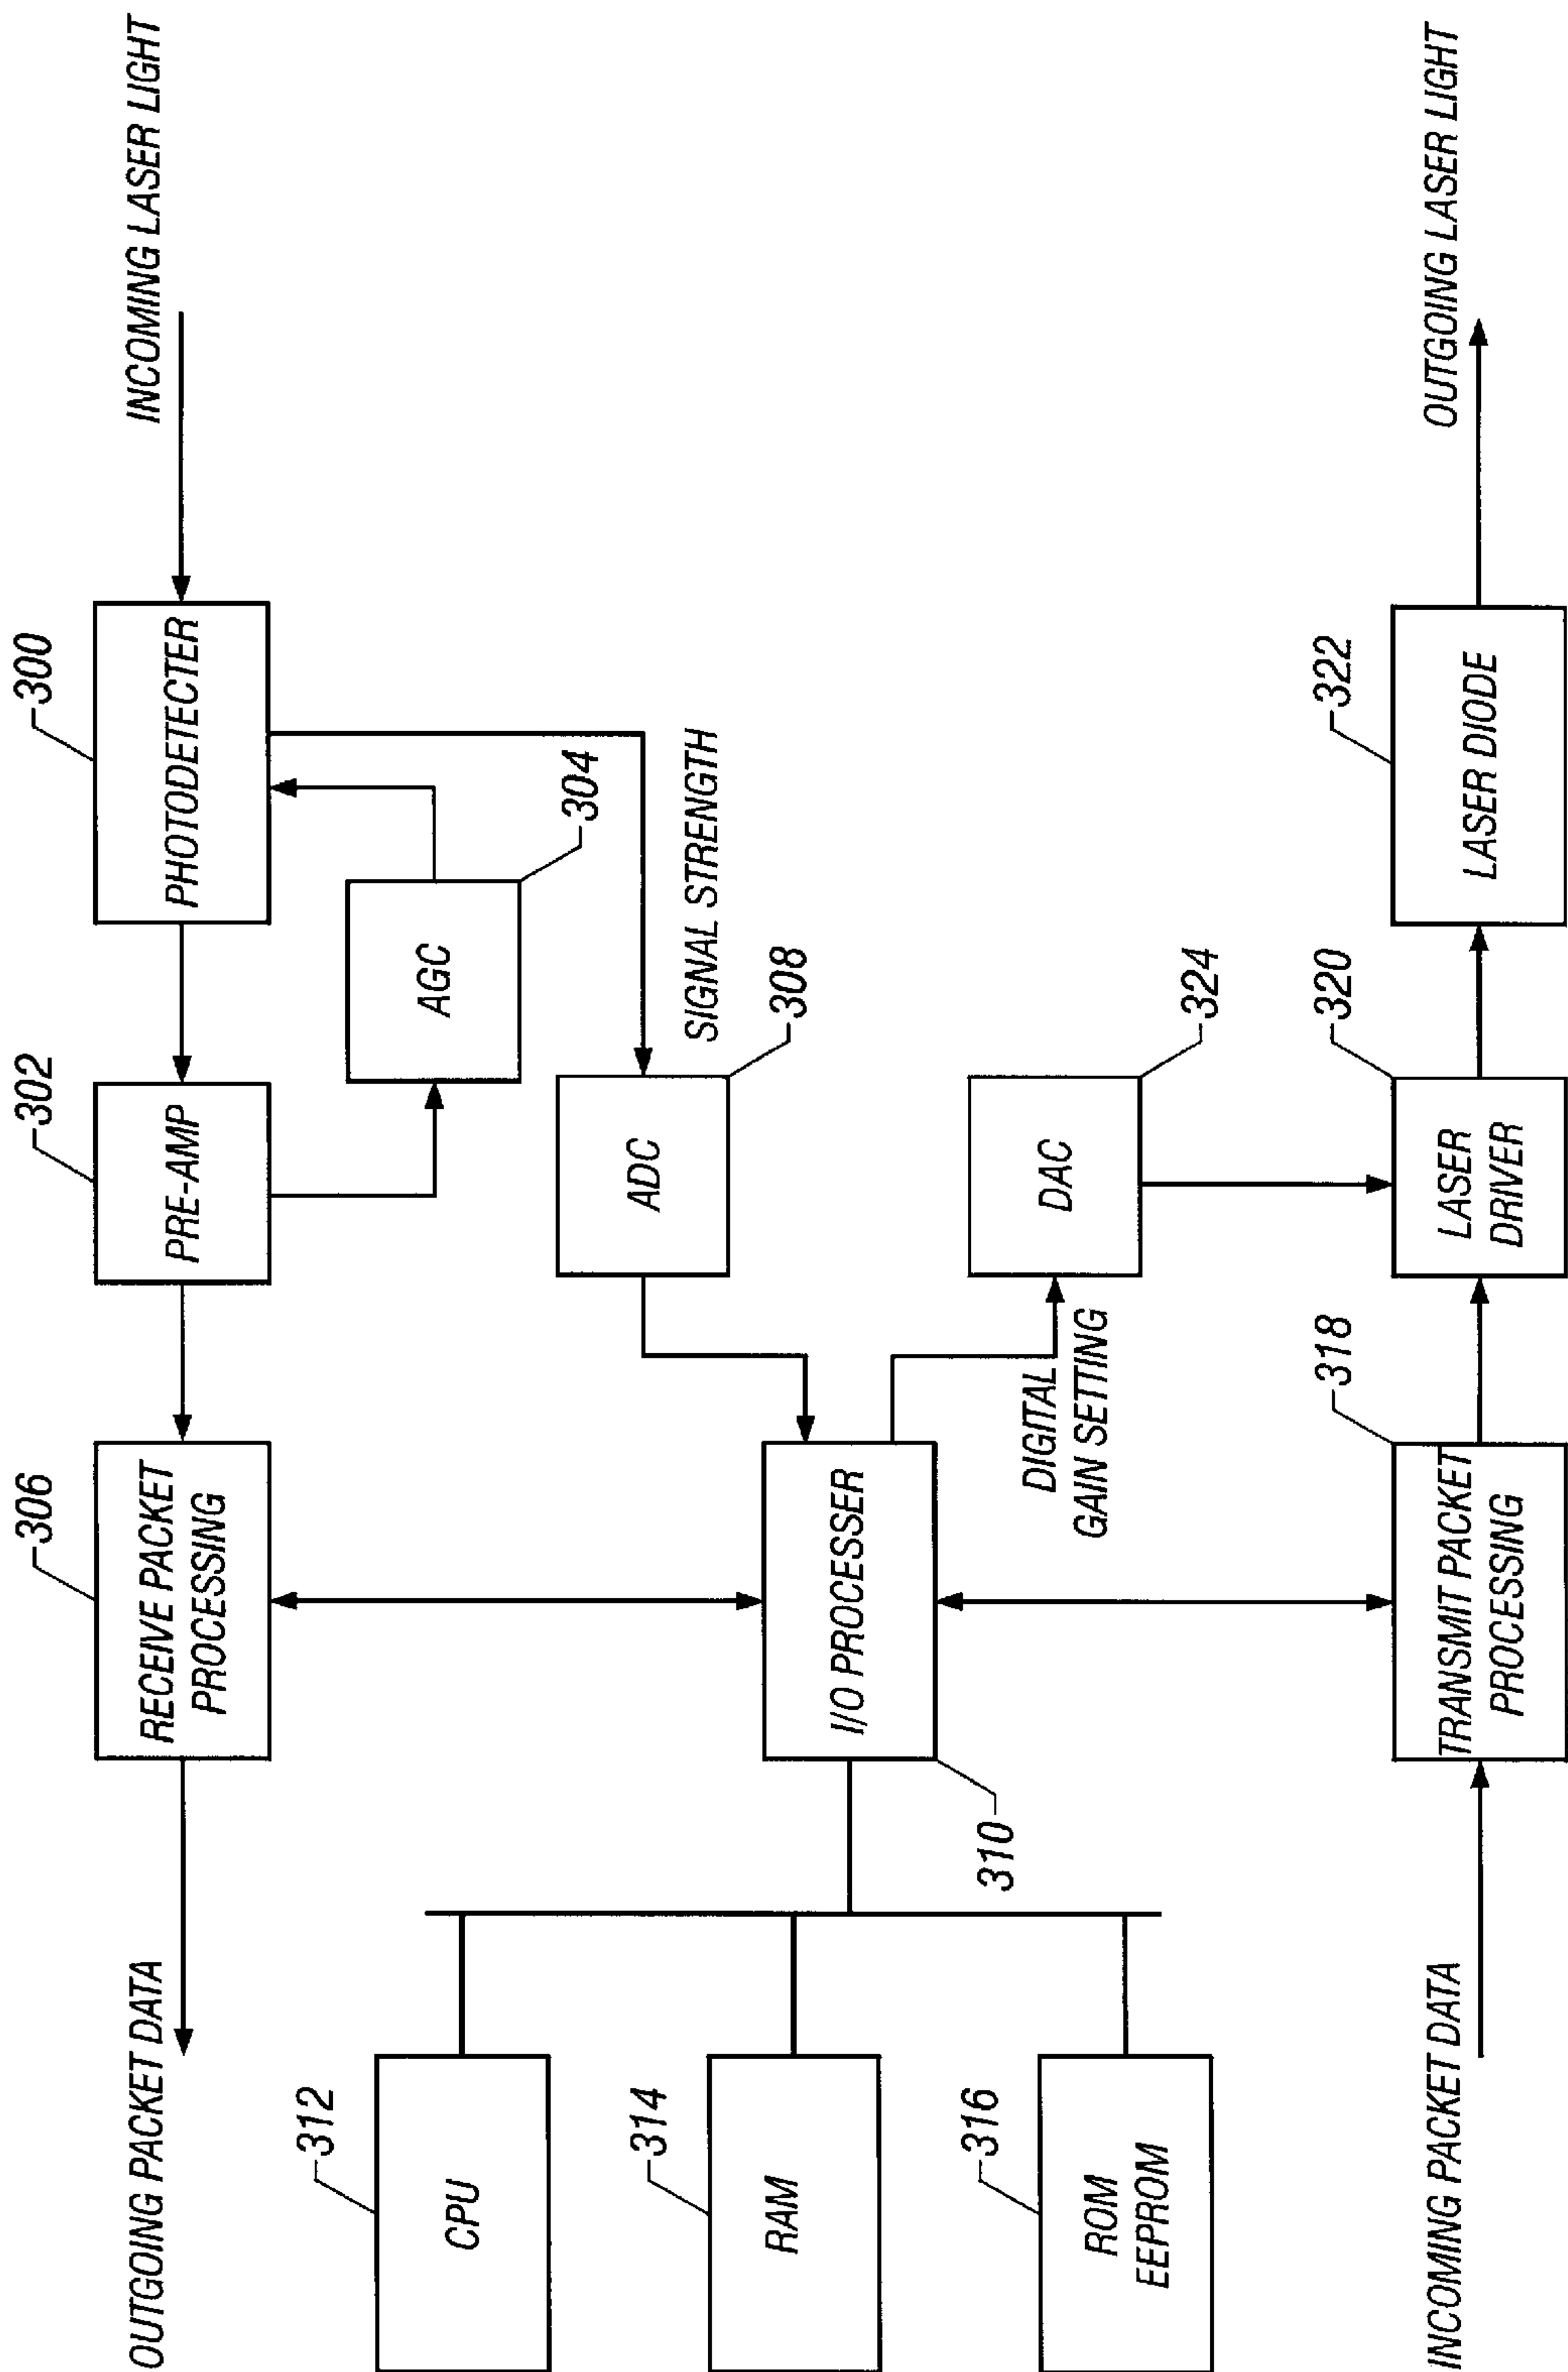 OUTGOING PACKET DATA
INCOMING LASER LIGHT
306
302
300
RECEIVE PACKET
PROCESSING
PRE-AMP
PHOTODETECTER
AGC
304
312
CPU
ADC
308
SIGNAL STRENGTH
314
RAM
I/O PROCESSER
310
DIGITAL
GAIN SETTING
DAC
324
316
ROM
EEPROM
318
320
322
INCOMING PACKET DATA
TRANSMIT PACKET
PROCESSING
LASER
DRIVER
LASER DIODE
OUTGOING LASER LIGHT